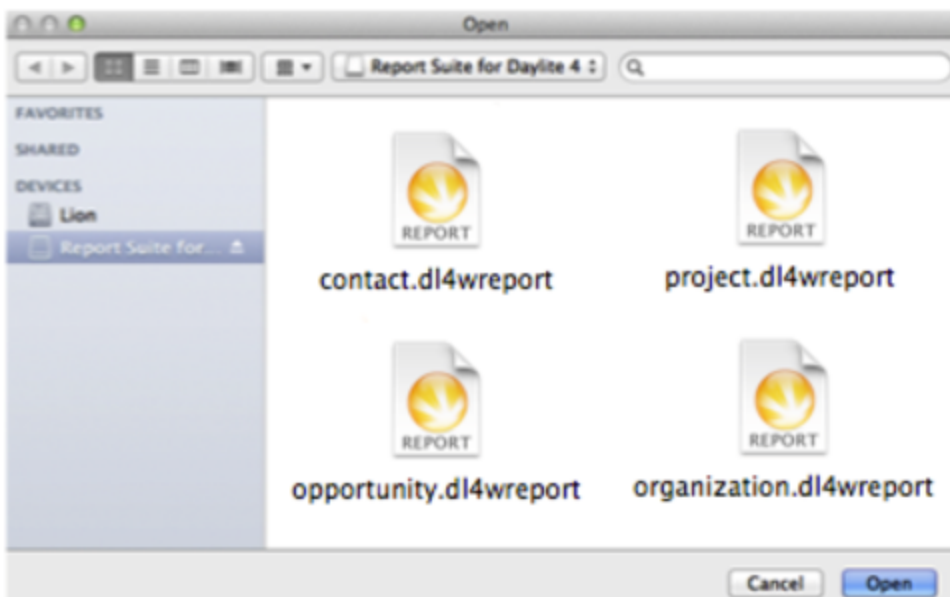 Open
Report Suite for Daylite 4
FAVORITES
SHARED
DEVICES
Lion
Report Suite for...
REPORT
REPORT
contact.dl4wreport
project.dl4wreport
REPORT
REPORT
opportunity.dl4wreport
organization.dl4wreport
Cancel
Open